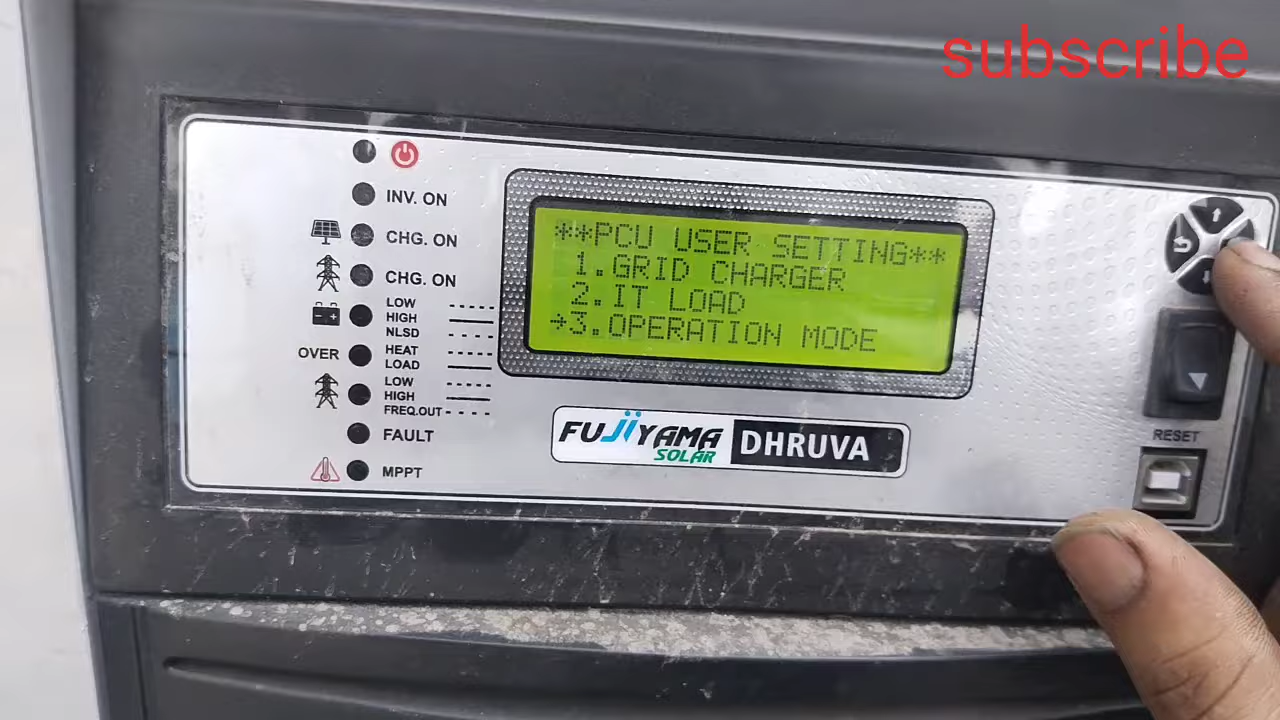 subscribe
INV. ON
CHG. ON
CHG. ON
LOW
HIGH
NLSD
OVER
HEAT
LOAD
LOW
HIGH
FREQ.OUT
FAULT
MPPT
**PCU USER SETTING**
1.GRID CHARGER
2.IT LOAD
*3.OPERATION MODE
FUJIYAMA
SOLAR
DHRUVA
RESET